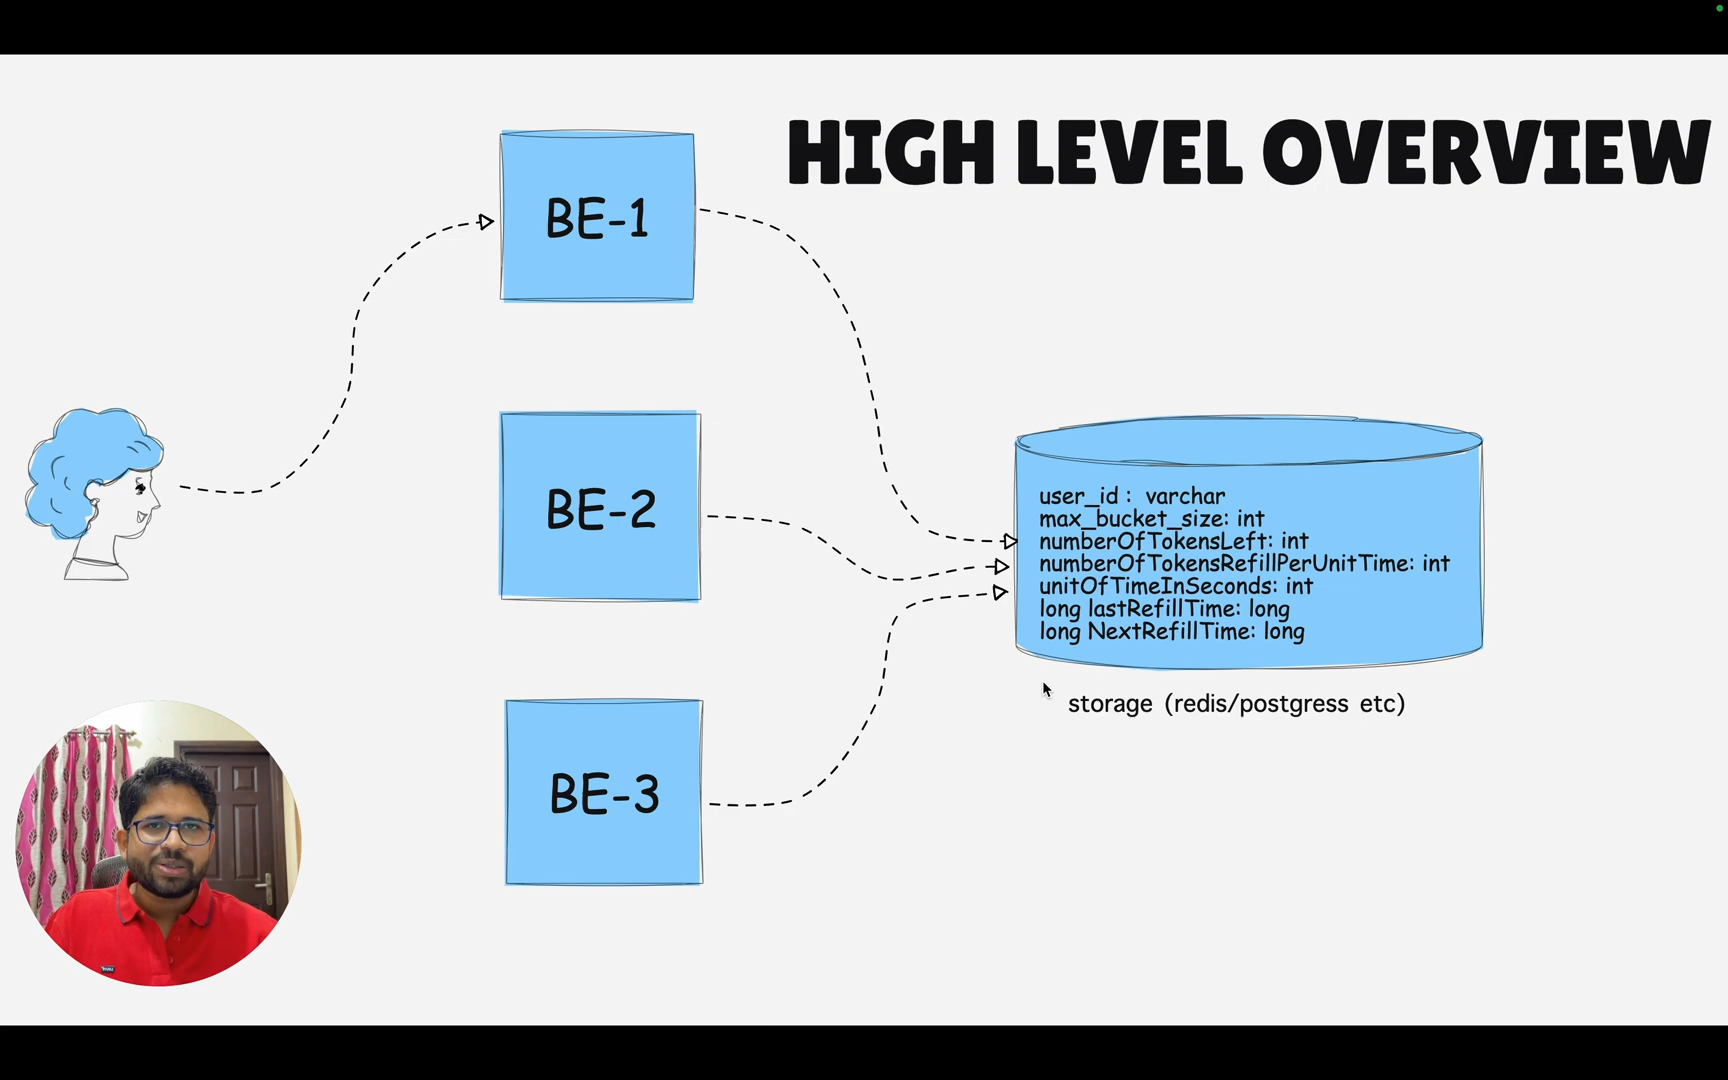 HIGH LEVEL OVERVIEW
BE-1
BE-2
BE-3
user_id : varchar
max_bucket_size: int
numberOfTokensLeft: int
numberOfTokensRefillPerUnitTime: int
unitOfTimeInSeconds: int
long lastRefillTime: long
long NextRefillTime: long
storage (redis/postgress etc)